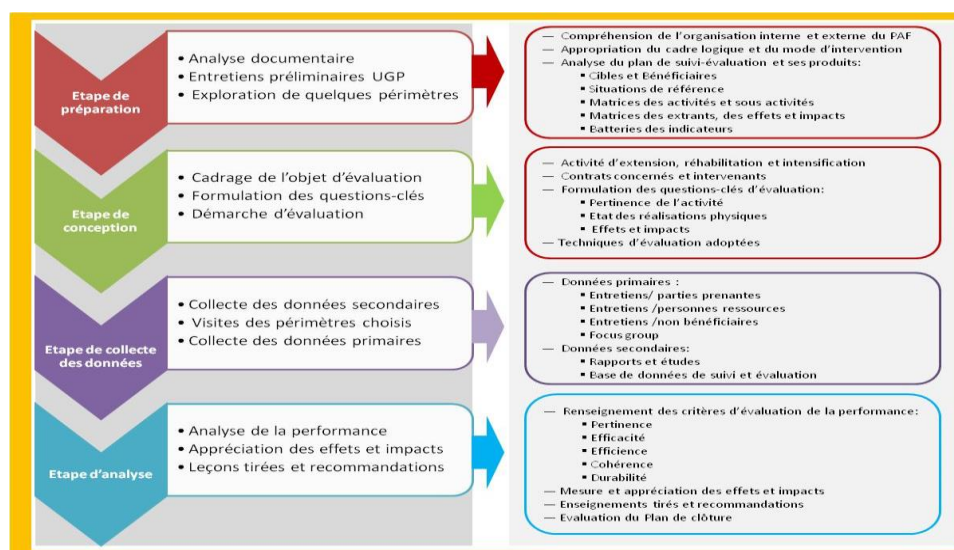 Etape de
préparation
• Analyse documentaire
• Entretiens préliminaires UGP
• Exploration de quelques périmètres
— Compréhension de l'organisation interne et externe du PAF
— Appropriation du cadre logique et du mode d'intervention
— Analyse du plan de suivi-évaluation et ses produits:
▪ Cibles et Bénéficiaires
▪ Situations de référence
▪ Matrices des activités et sous activités
▪ Matrices des extrants, des effets et impacts
▪ Batteries des indicateurs
Etape de
conception
• Cadrage de l'objet d'évaluation
• Formulation des questions-clés
• Démarche d'évaluation
— Activité d'extension, réhabilitation et intensification
— Contrats concernés et intervenants
— Formulation des questions-clés d'évaluation:
▪ Pertinence de l'activité
▪ Etat des réalisations physiques
▪ Effets et impacts
— Techniques d'évaluation adoptées
Etape de collecte
des données
• Collecte des données secondaires
• Visites des périmètres choisis
• Collecte des données primaires
— Données primaires :
▪ Entretiens/ parties prenantes
▪ Entretiens /personnes ressources
▪ Entretiens /non bénéficiaires
▪ Focus group
— Données secondaires:
▪ Rapports et études
▪ Base de données de suivi et évaluation
Etape d'analyse
• Analyse de la performance
• Appréciation des effets et impacts
• Leçons tirées et recommandations
— Renseignement des critères d'évaluation de la performance:
▪ Pertinence
▪ Efficacité
▪ Efficience
▪ Cohérence
▪ Durabilité
— Mesure et appréciation des effets et impacts
— Enseignements tirés et recommandations
— Evaluation du Plan de clôture